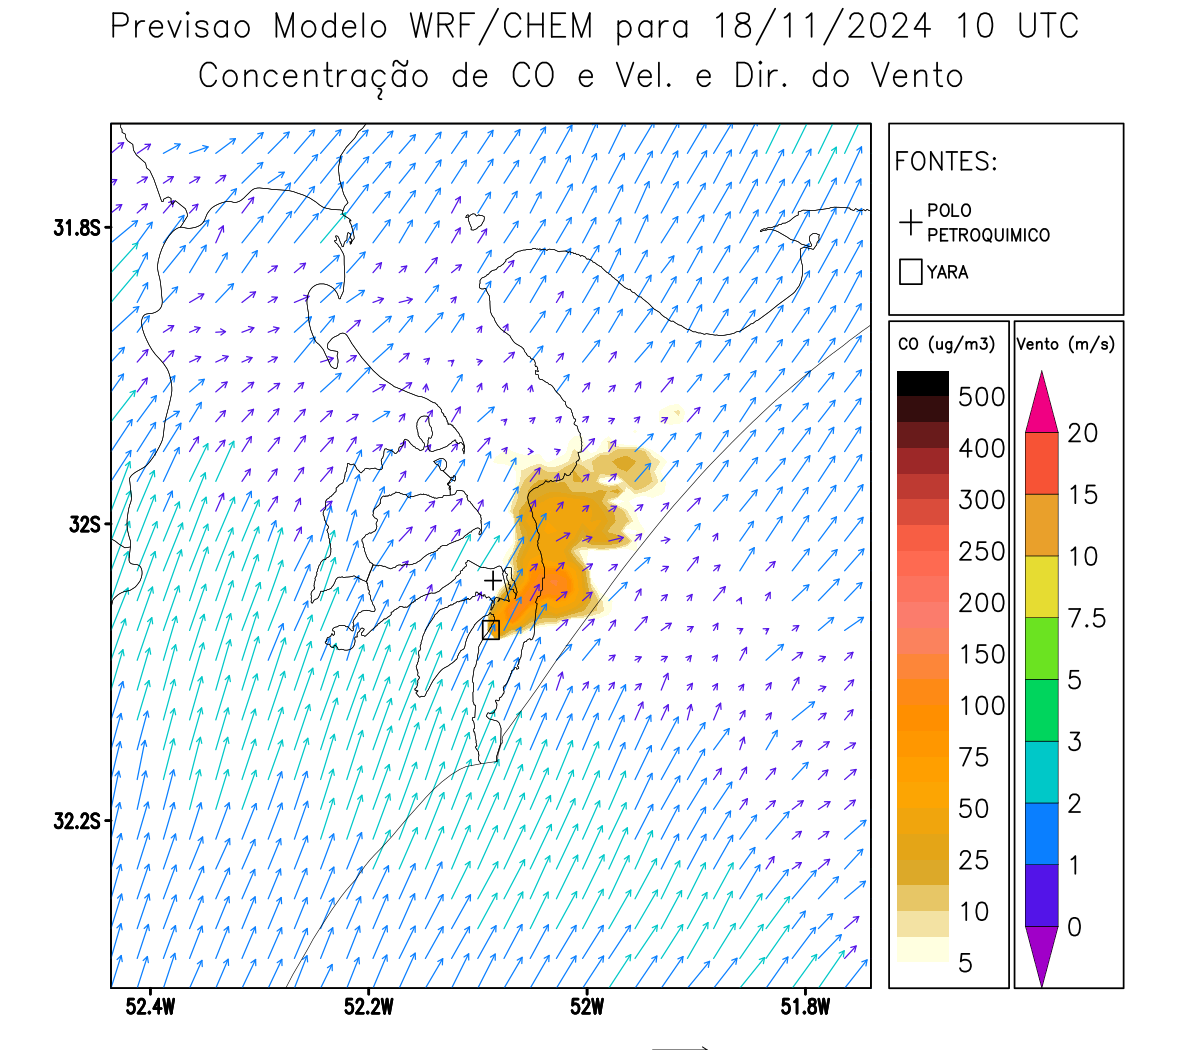 Previsao Modelo WRF/CHEM para 18/11/2024 10 UTC
Concentração de CO e Vel. e Dir. do Vento
FONTES:
POLO
PETROQUIMICO
YARA
CO (ug/m3)
500
400
300
250
200
150
100
75
50
25
10
5
Vento (m/s)
20
15
10
7.5
5
3
2
1
0
31.8S
32S
32.2S
52.4W
52.2W
52W
51.8W